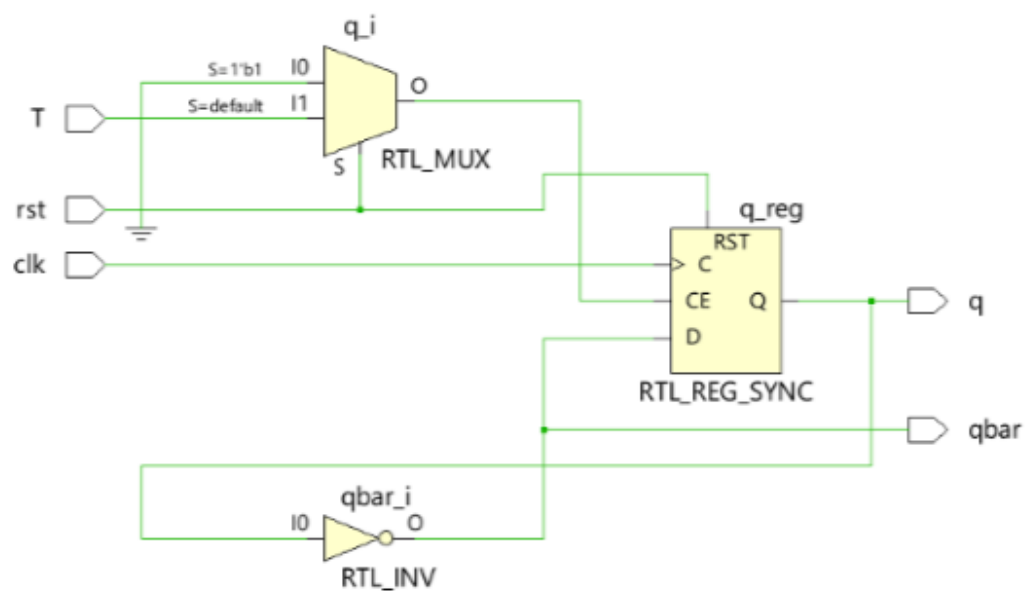 q_i
S=1'b1
I0
O
T
S=default
I1
S
RTL_MUX
rst
q_reg
RST
clk
C
CE
Q
q
D
RTL_REG_SYNC
qbar
qbar_i
I0
O
RTL_INV